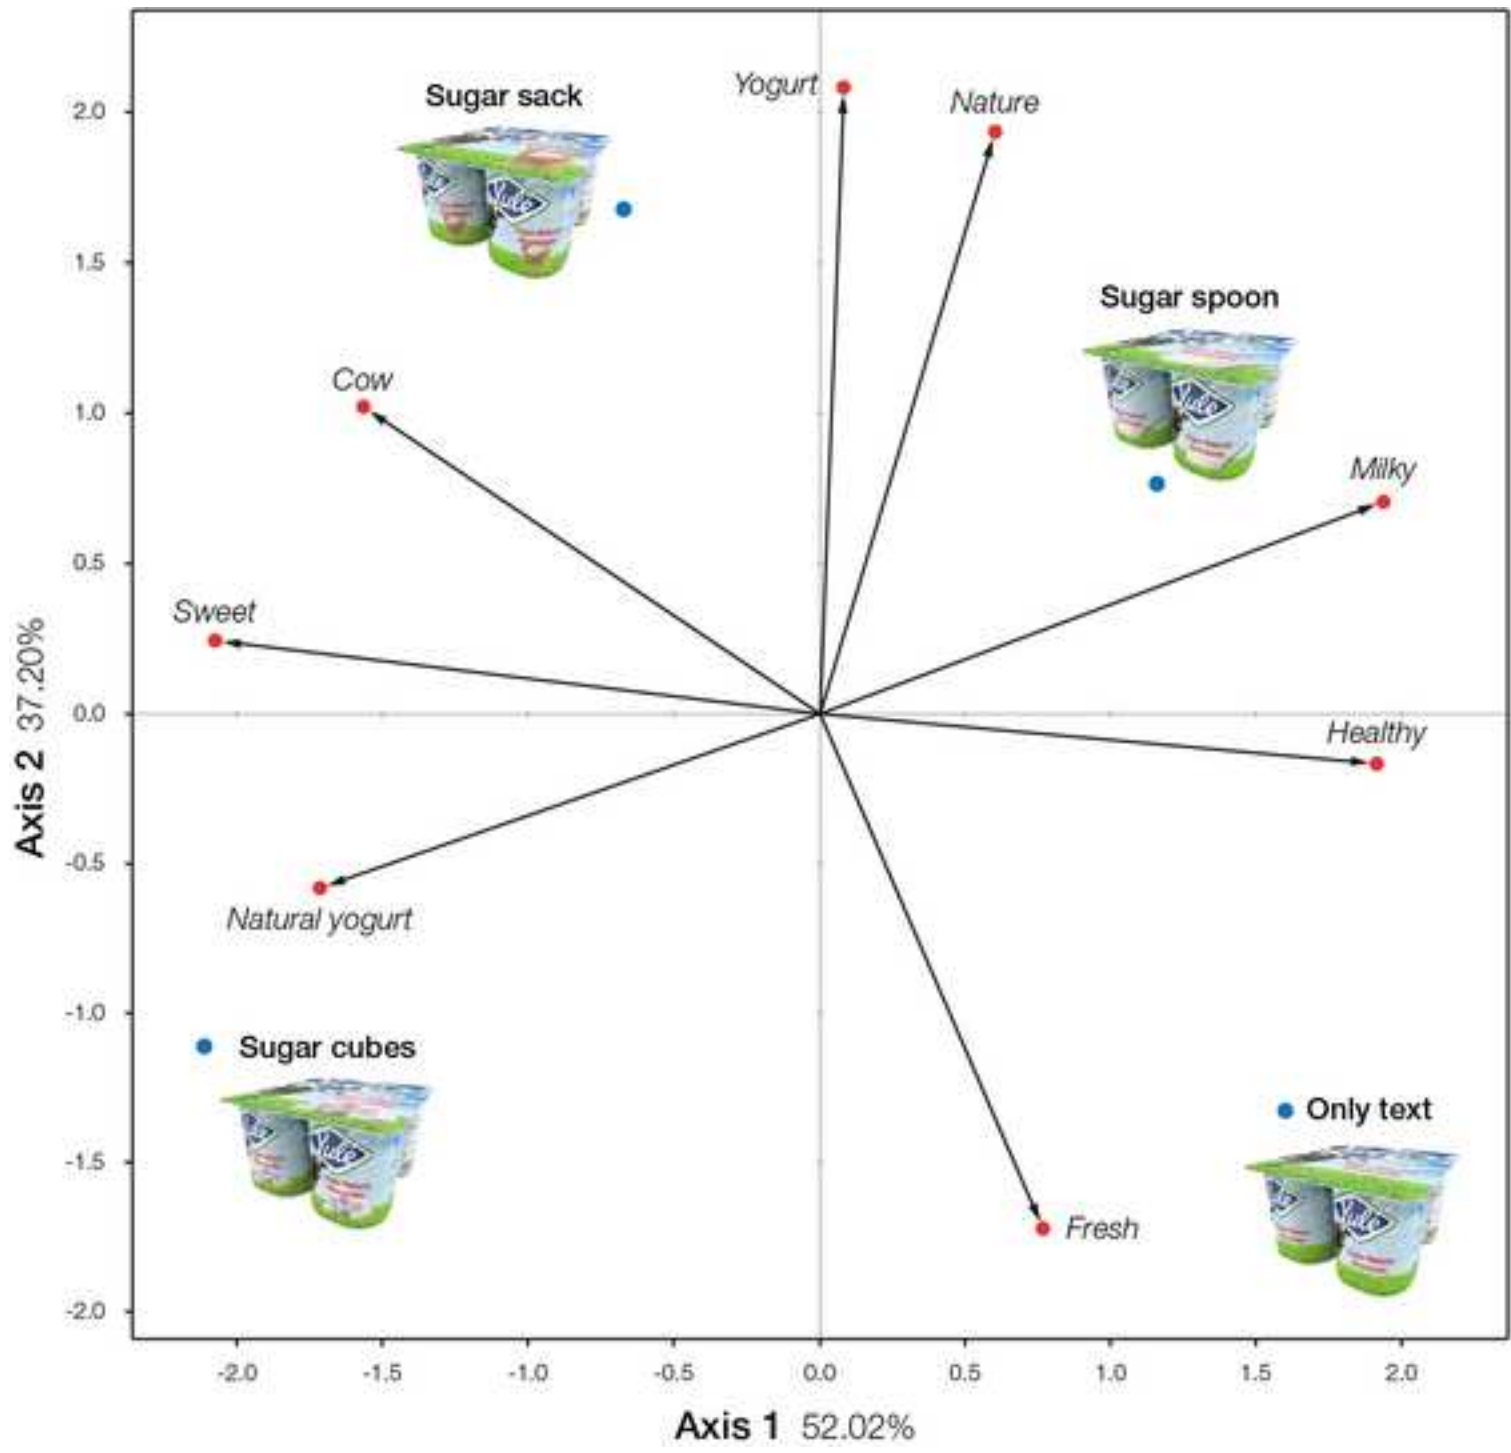 Yogurt
Nature
Sugar sack
2.0
1.5
Sugar spoon
Cow
1.0
Milky
0.5
Sweet
0.0
Healthy
-0.5
Natural yogurt
-1.0
Sugar cubes
Only text
-1.5
Fresh
-2.0
Axis 2 37.20%
-2.0 -1.5 -1.0 -0.5 0.0 0.5 1.0 1.5 2.0
Axis 1 52.02%